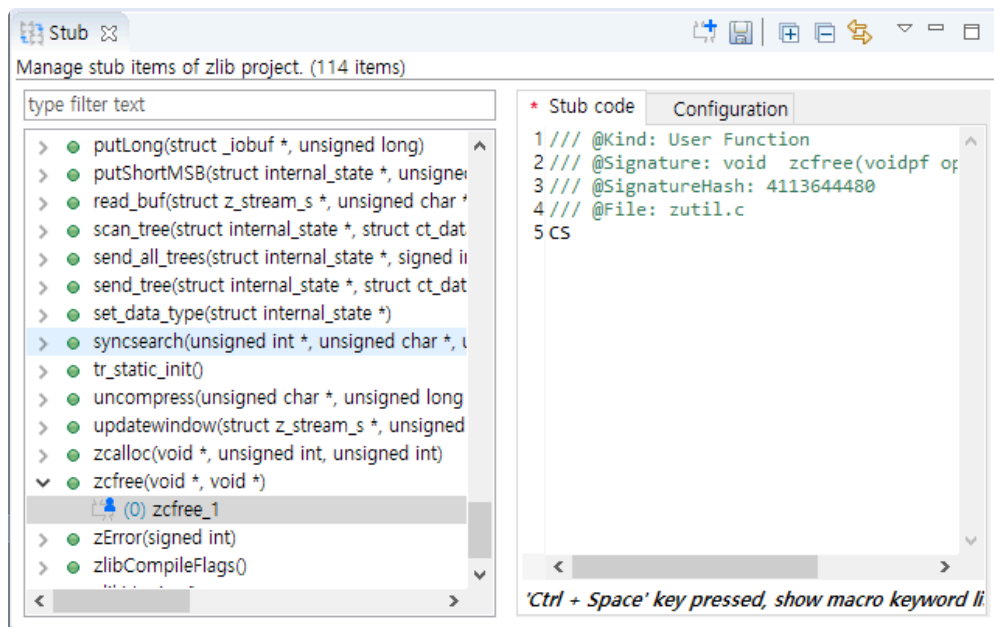 Stub
Manage stub items of zlib project. (114 items)
type filter text
putLong(struct _iobuf *, unsigned long)
putShortMSB(struct internal_state *, unsigne
read_buf(struct z_stream_s *, unsigned char *
scan_tree(struct internal_state *, struct ct_dat
send_all_trees(struct internal_state *, signed i
send_tree(struct internal_state *, struct ct_dat
set_data_type(struct internal_state *)
syncsearch(unsigned int *, unsigned char *, u
tr_static_init()
uncompress(unsigned char *, unsigned long
updatewindow(struct z_stream_s *, unsigned
zcalloc(void *, unsigned int, unsigned int)
zcfree(void *, void *)
(0) zcfree_1
zError(signed int)
zlibCompileFlags()
* Stub code
Configuration
1 /// @Kind: User Function
2 /// @Signature: void  zcfree(voidpf op
3 /// @SignatureHash: 4113644480
4 /// @File: zutil.c
5 CS
'Ctrl + Space' key pressed, show macro keyword li